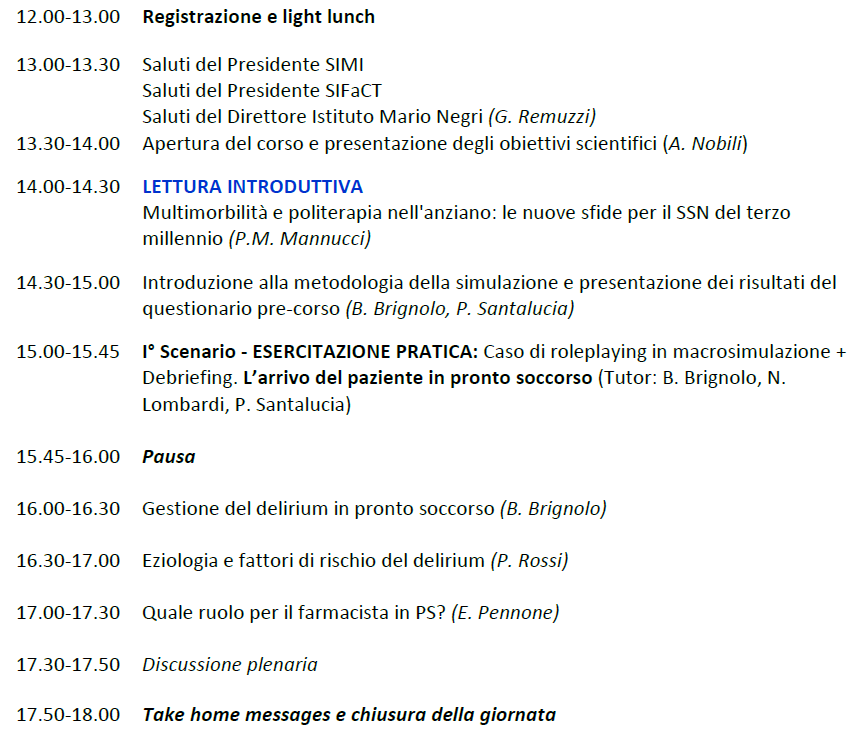 12.00-13.00 Registrazione e light lunch
13.00-13.30 Saluti del Presidente SIMI
Saluti del Presidente SIFaCT
Saluti del Direttore Istituto Mario Negri (G. Remuzzi)
13.30-14.00 Apertura del corso e presentazione degli obiettivi scientifici (A. Nobili)
14.00-14.30 LETTURA INTRODUTTIVA
Multimorbilità e politerapia nell'anziano: le nuove sfide per il SSN del terzo
millennio (P.M. Mannucci)
14.30-15.00 Introduzione alla metodologia della simulazione e presentazione dei risultati del
questionario pre-corso (B. Brignolo, P. Santalucia)
15.00-15.45 I° Scenario - ESERCITAZIONE PRATICA: Caso di roleplaying in macrosimulazione +
Debriefing. L’arrivo del paziente in pronto soccorso (Tutor: B. Brignolo, N.
Lombardi, P. Santalucia)
15.45-16.00 Pausa
16.00-16.30 Gestione del delirium in pronto soccorso (B. Brignolo)
16.30-17.00 Eziologia e fattori di rischio del delirium (P. Rossi)
17.00-17.30 Quale ruolo per il farmacista in PS? (E. Pennone)
17.30-17.50 Discussione plenaria
17.50-18.00 Take home messages e chiusura della giornata